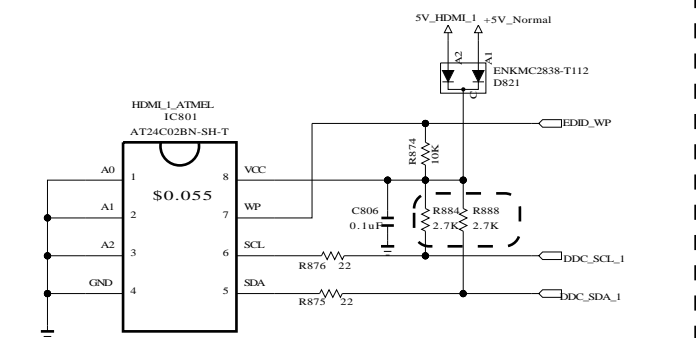 5V_HDMI_1 +5V_Normal
A2 A1
ENKMC2838-T112
D821
C
HDMI_1_ATMEL
IC801
AT24C02BN-SH-T
EDID_WP
R874
10K
A0 1 8 VCC
$0.055
A1 2 7 WP
C806
0.1uF
R884 R888
2.7K 2.7K
A2 3 6 SCL
R876 22
DDC_SCL_1
GND 4 5 SDA
R875 22
DDC_SDA_1